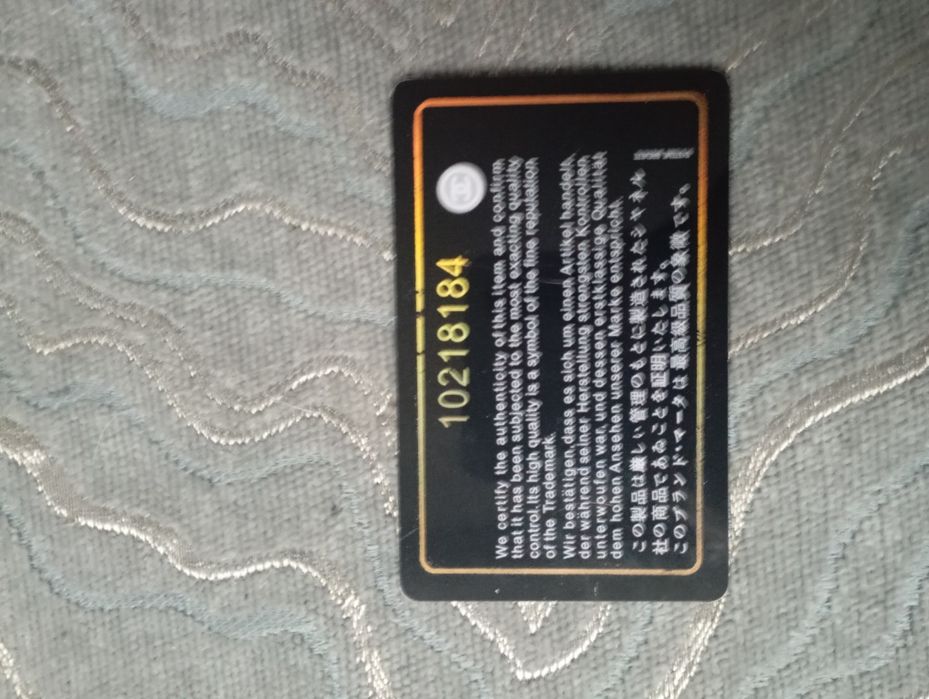 10218184
We certify the authenticity of this item and confirm
that it has been subjected to the most exacting quality
control. Its high quality is a symbol of the fine reputation
of the Trademark.
Wir bestätigen, dass es sich um einen Artikel handelt,
der während seiner Herstellung strengsten Kontrollen
unterwoufen war, und dessen erstklassige Qualität
dem hohen Ansehen unserer Marke entspricht.
この製品は厳しい管理のもとに製造されたシャネル
社の商品であることを証明いたします。
このブランド・マークは最高級品質の象徴です。